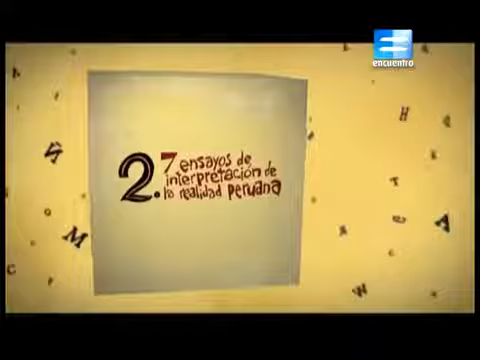 encuentro
2. 7 ensayos de
interpretación de
la realidad peruana
H
M
C
A
W